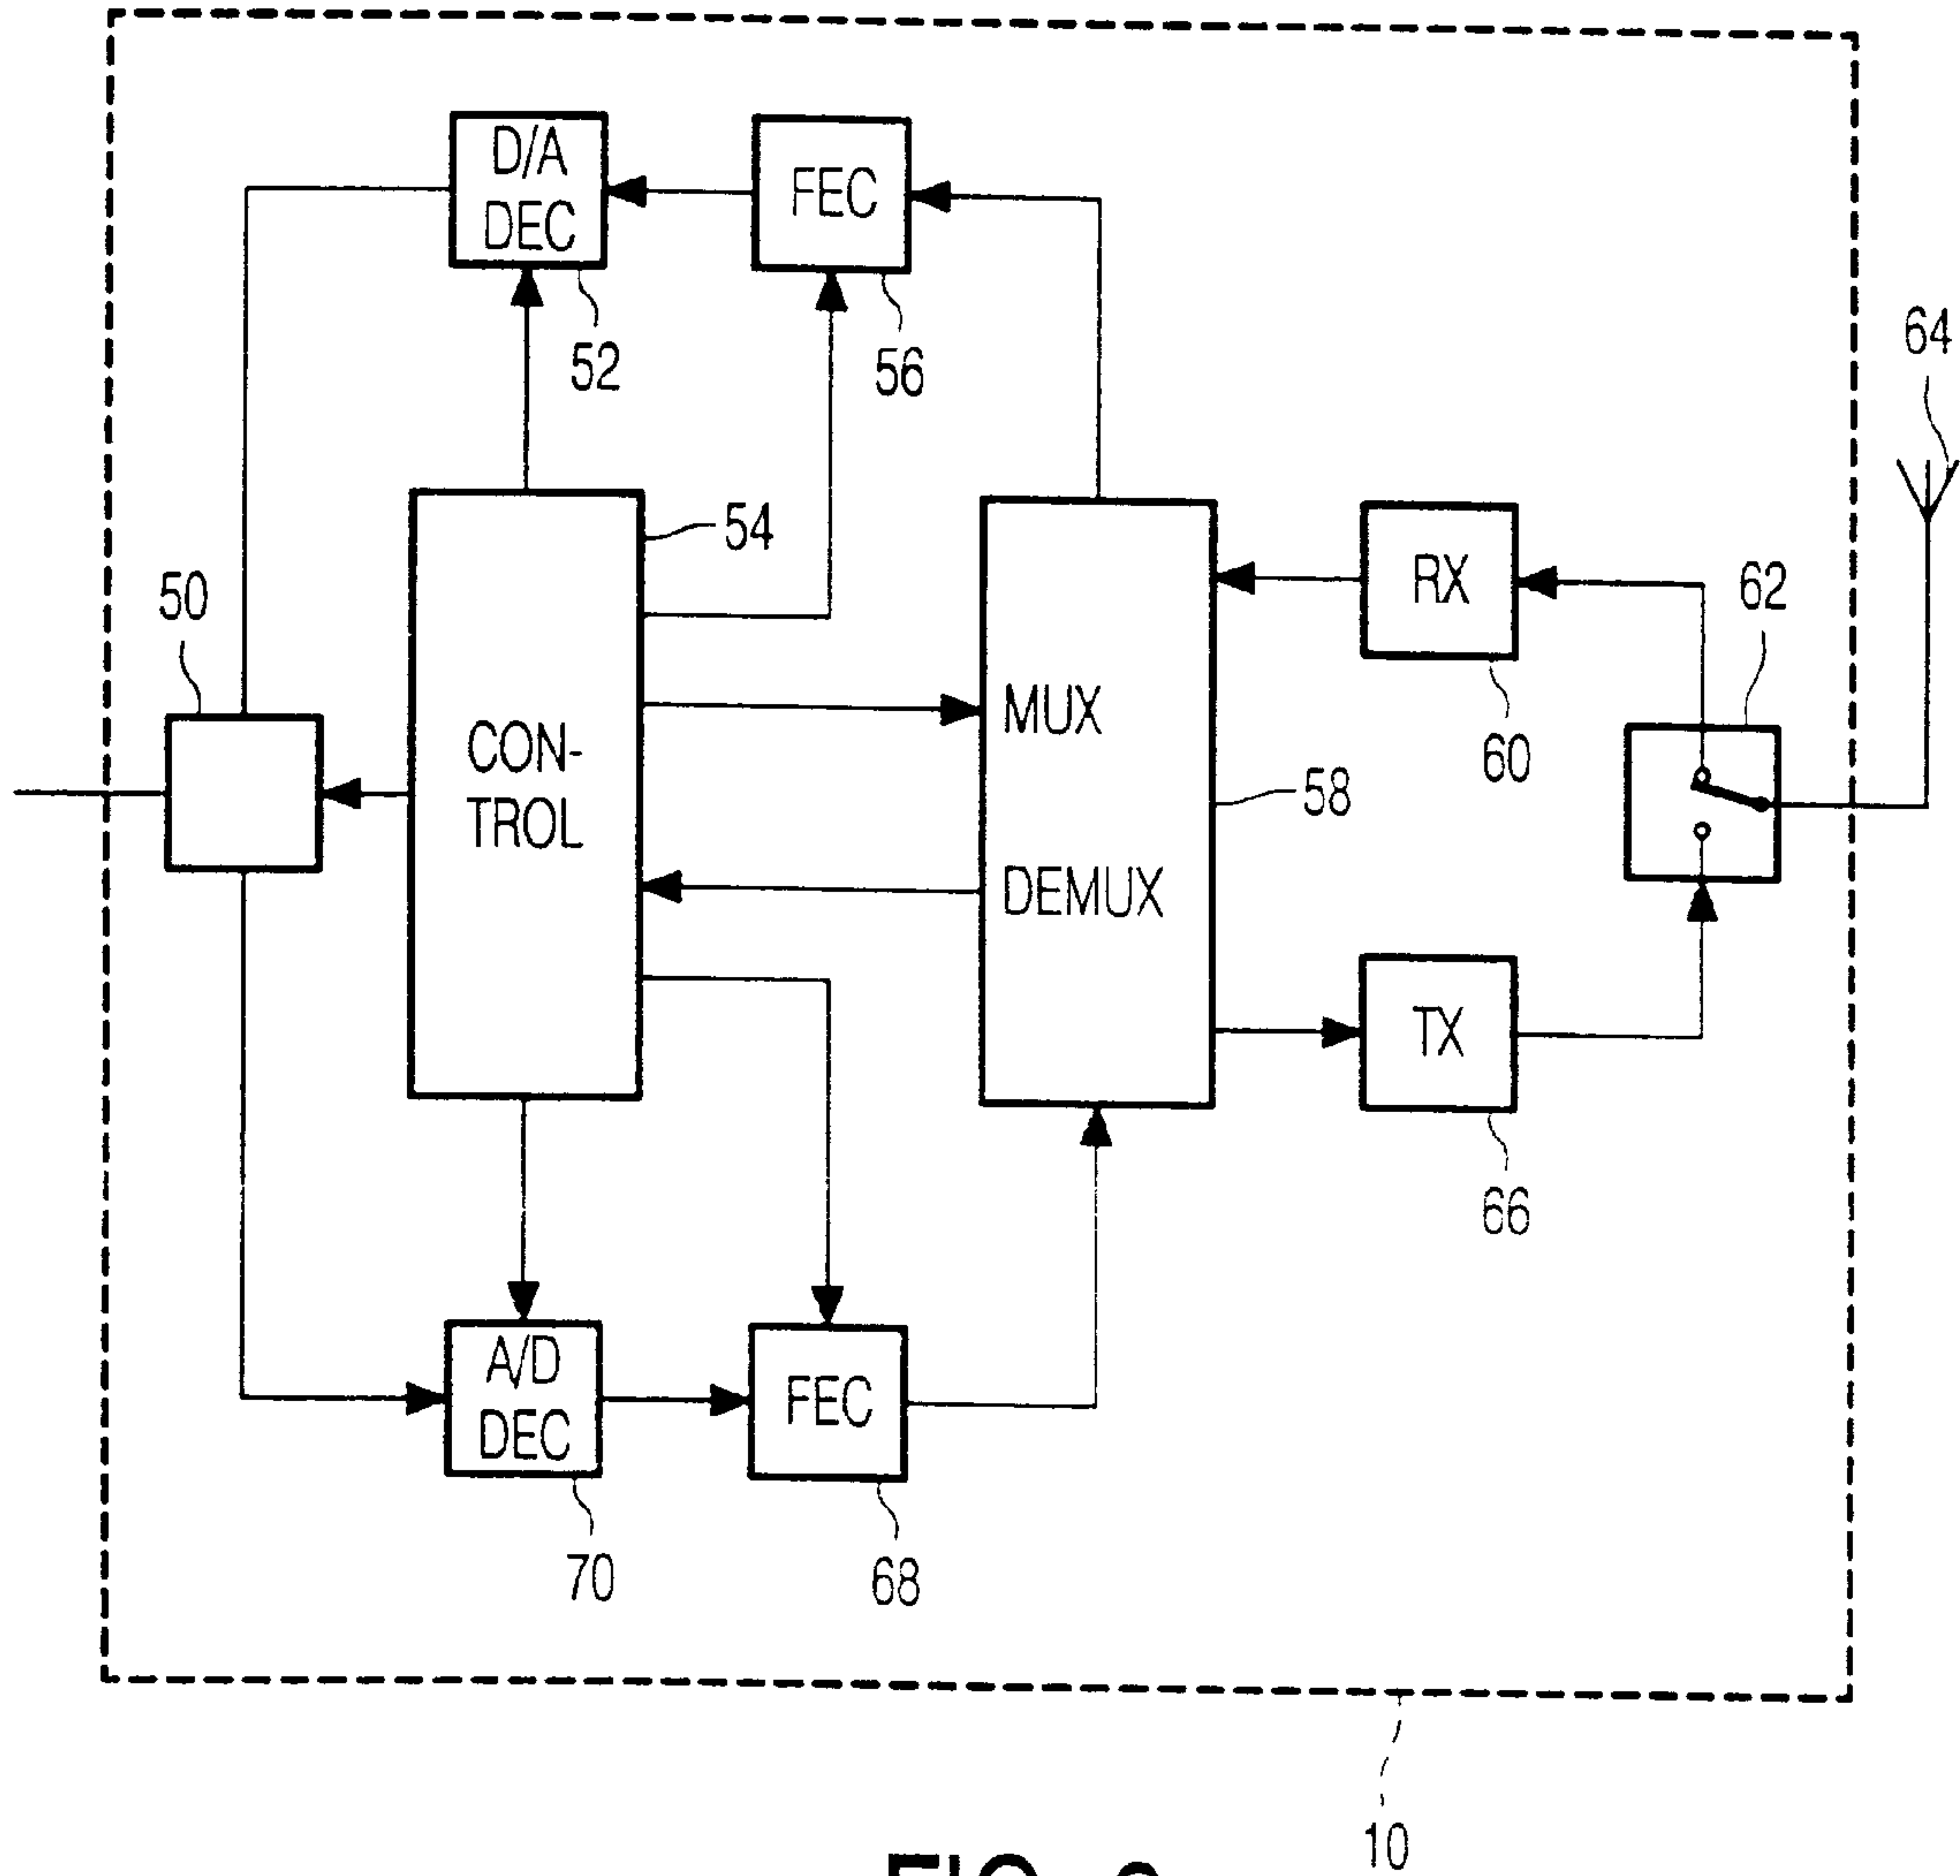 D/A
DEC
FEC
52
56
64
54
50
RX
62
CON-
TROL
MUX
60
58
DEMUX
TX
66
A/D
DEC
FEC
70
68
10
FIG.